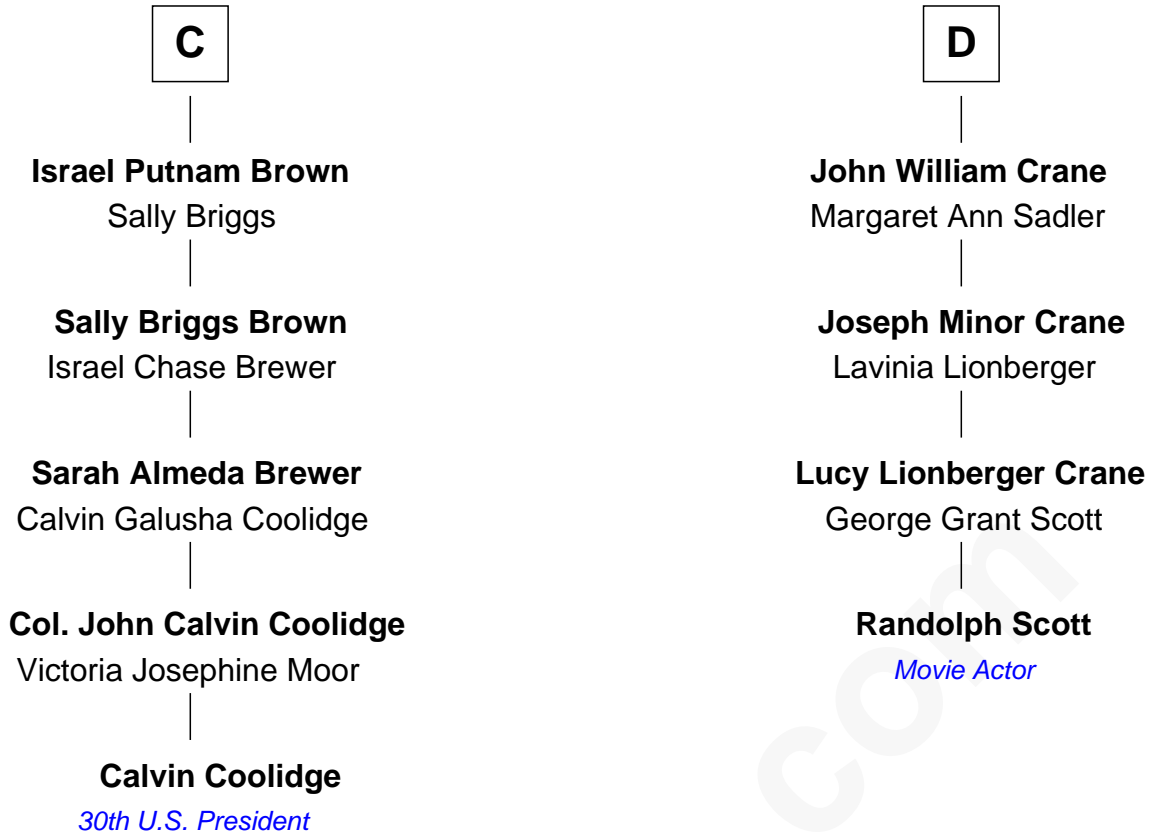 C
Israel Putnam Brown
Sally Briggs
Sally Briggs Brown
Israel Chase Brewer
Sarah Almeda Brewer
Calvin Galusha Coolidge
Col. John Calvin Coolidge
Victoria Josephine Moor
Calvin Coolidge
30th U.S. President
D
John William Crane
Margaret Ann Sadler
Joseph Minor Crane
Lavinia Lionberger
Lucy Lionberger Crane
George Grant Scott
Randolph Scott
Movie Actor
com